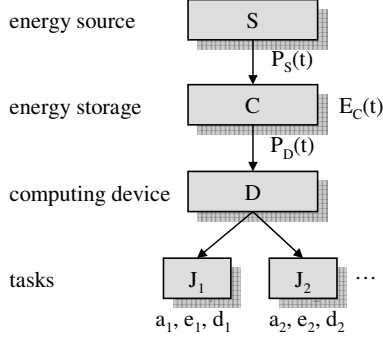 energy source S
P_S(t)
energy storage C E_C(t)
P_D(t)
computing device D
tasks J_1 J_2 ...
a_1, e_1, d_1 a_2, e_2, d_2